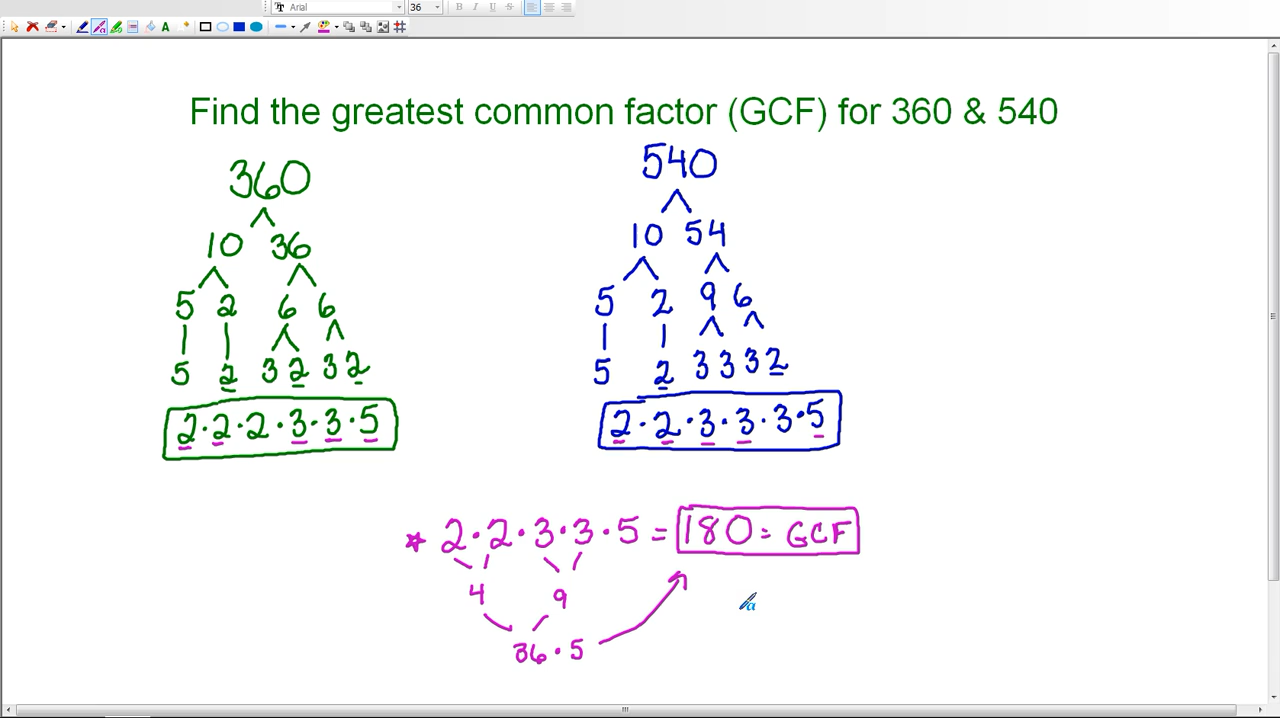 Arial 36 B I U S
A
Find the greatest common factor (GCF) for 360 & 540
360
10 36
5 2 6 6
5 2 3 2 3 2
2·2·2·3·3·5
540
10 54
5 2 9 6
5 2 3 3 3 2
2·2·3·3·3·5
* 2·2·3·3·5 = 180 = GCF
4 9
36·5